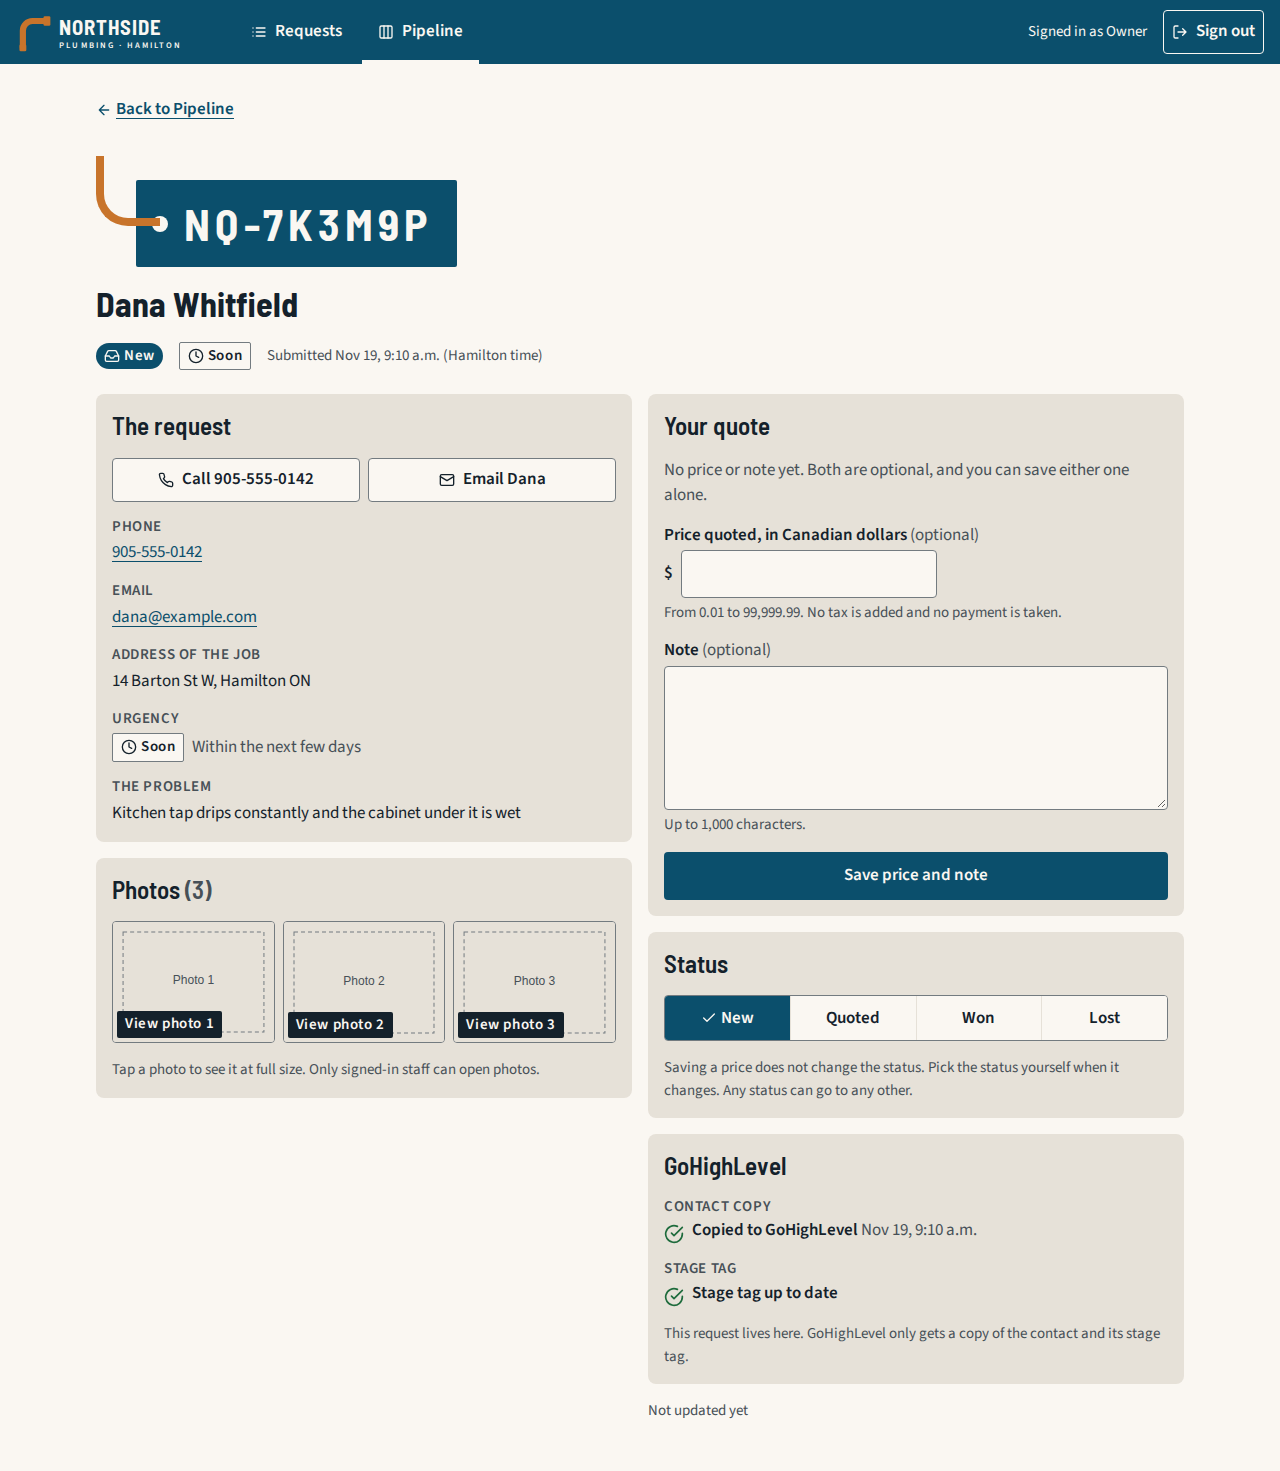 NORTHSIDE
PLUMBING · HAMILTON
Requests
Pipeline
Signed in as Owner
Sign out
Back to Pipeline
NQ-7K3M9P
Dana Whitfield
New
Soon
Submitted Nov 19, 9:10 a.m. (Hamilton time)
The request
Call 905-555-0142
Email Dana
PHONE
905-555-0142
EMAIL
dana@example.com
ADDRESS OF THE JOB
14 Barton St W, Hamilton ON
URGENCY
Soon
Within the next few days
THE PROBLEM
Kitchen tap drips constantly and the cabinet under it is wet
Photos (3)
Photo 1
View photo 1
Photo 2
View photo 2
Photo 3
View photo 3
Tap a photo to see it at full size. Only signed-in staff can open photos.
Your quote
No price or note yet. Both are optional, and you can save either one
alone.
Price quoted, in Canadian dollars (optional)
$
From 0.01 to 99,999.99. No tax is added and no payment is taken.
Note (optional)
Up to 1,000 characters.
Save price and note
Status
New
Quoted
Won
Lost
Saving a price does not change the status. Pick the status yourself when it
changes. Any status can go to any other.
GoHighLevel
CONTACT COPY
Copied to GoHighLevel Nov 19, 9:10 a.m.
STAGE TAG
Stage tag up to date
This request lives here. GoHighLevel only gets a copy of the contact and its stage
tag.
Not updated yet